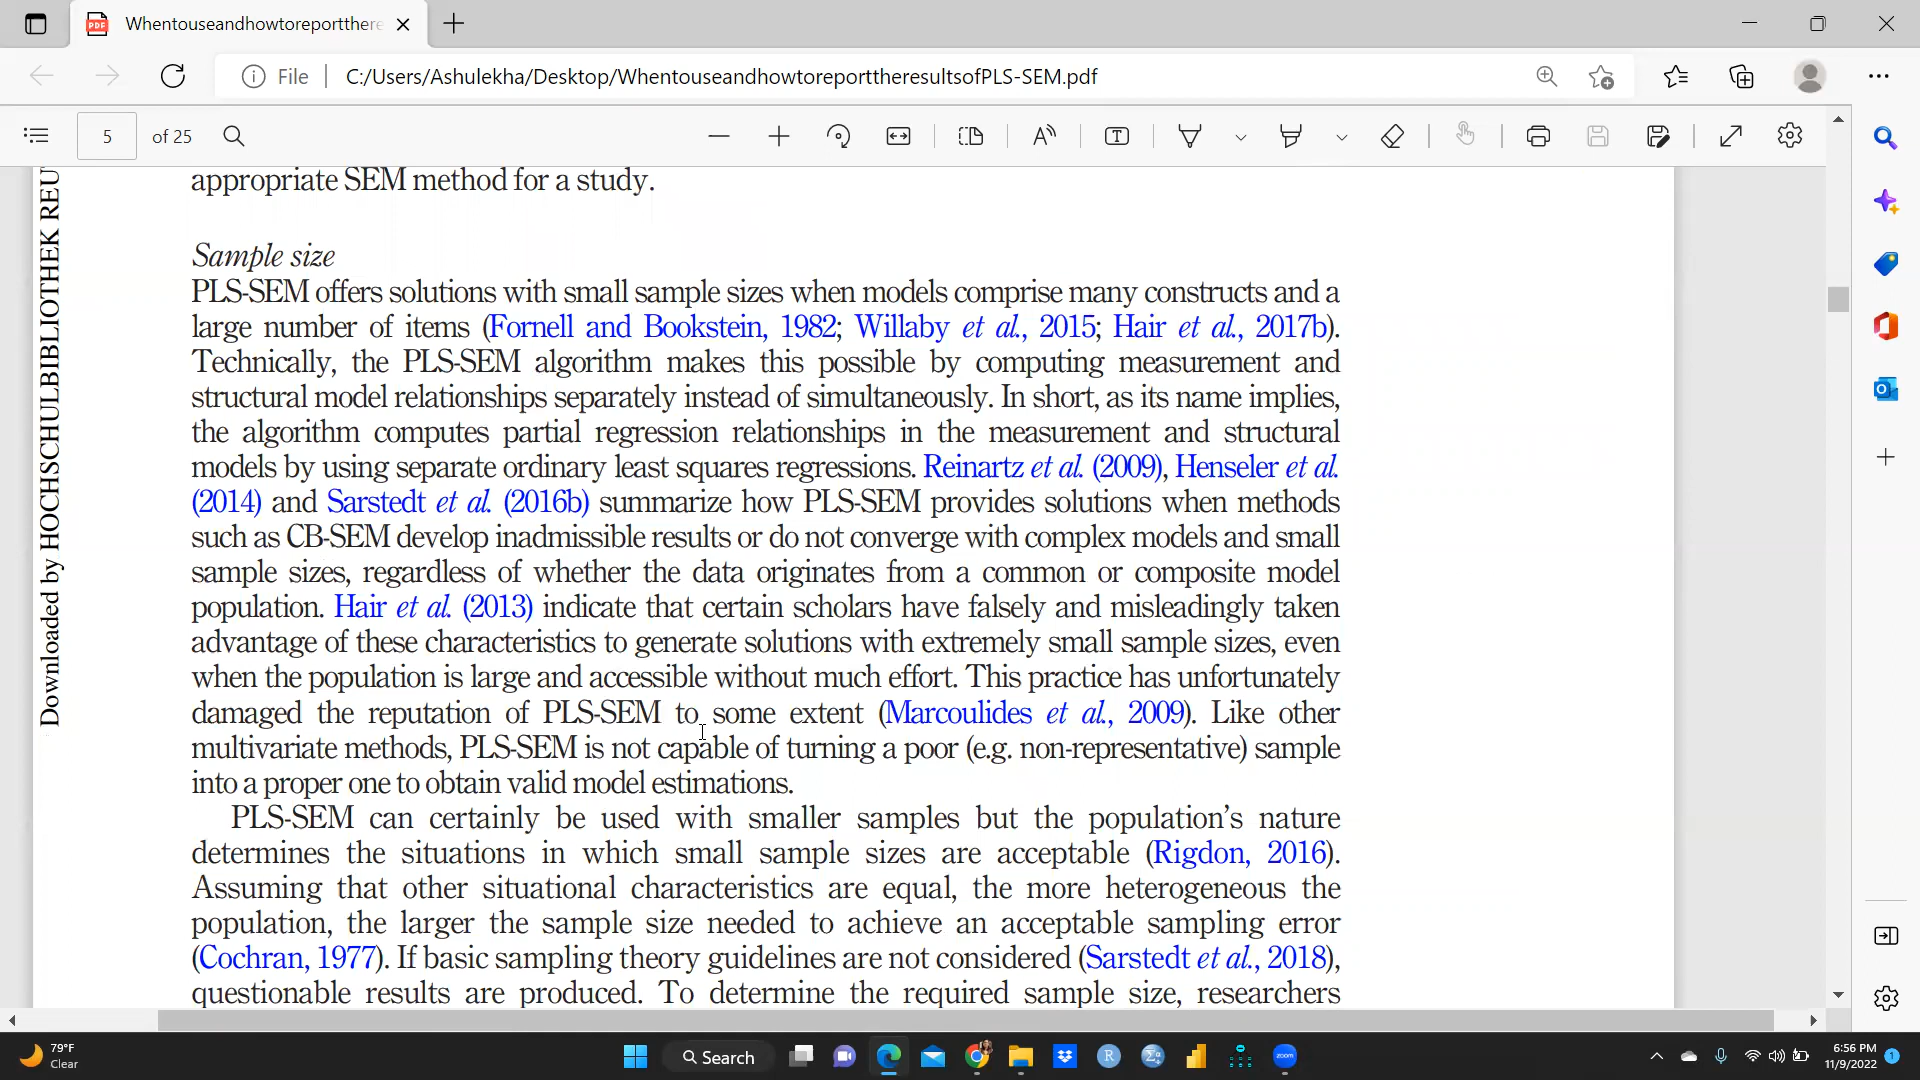 Whentouseandhowtoreportthere
File
C:/Users/Ashulekha/Desktop/WhentouseandhowtoreporttheresultsofPLS-SEM.pdf
5 of 25
Downloaded by HOCHSCHULBIBLIOTHEK REU
appropriate SEM method for a study.
Sample size
PLS-SEM offers solutions with small sample sizes when models comprise many constructs and a
large number of items (Fornell and Bookstein, 1982; Willaby et al., 2015; Hair et al., 2017b).
Technically, the PLS-SEM algorithm makes this possible by computing measurement and
structural model relationships separately instead of simultaneously. In short, as its name implies,
the algorithm computes partial regression relationships in the measurement and structural
models by using separate ordinary least squares regressions. Reinartz et al. (2009), Henseler et al.
(2014) and Sarstedt et al. (2016b) summarize how PLS-SEM provides solutions when methods
such as CB-SEM develop inadmissible results or do not converge with complex models and small
sample sizes, regardless of whether the data originates from a common or composite model
population. Hair et al. (2013) indicate that certain scholars have falsely and misleadingly taken
advantage of these characteristics to generate solutions with extremely small sample sizes, even
when the population is large and accessible without much effort. This practice has unfortunately
damaged the reputation of PLS-SEM to some extent (Marcoulides et al., 2009). Like other
multivariate methods, PLS-SEM is not capable of turning a poor (e.g. non-representative) sample
into a proper one to obtain valid model estimations.
PLS-SEM can certainly be used with smaller samples but the population's nature
determines the situations in which small sample sizes are acceptable (Rigdon, 2016).
Assuming that other situational characteristics are equal, the more heterogeneous the
population, the larger the sample size needed to achieve an acceptable sampling error
(Cochran, 1977). If basic sampling theory guidelines are not considered (Sarstedt et al., 2018),
questionable results are produced. To determine the required sample size, researchers
79°F
Clear
Search
zoom
6:56 PM
11/9/2022
1